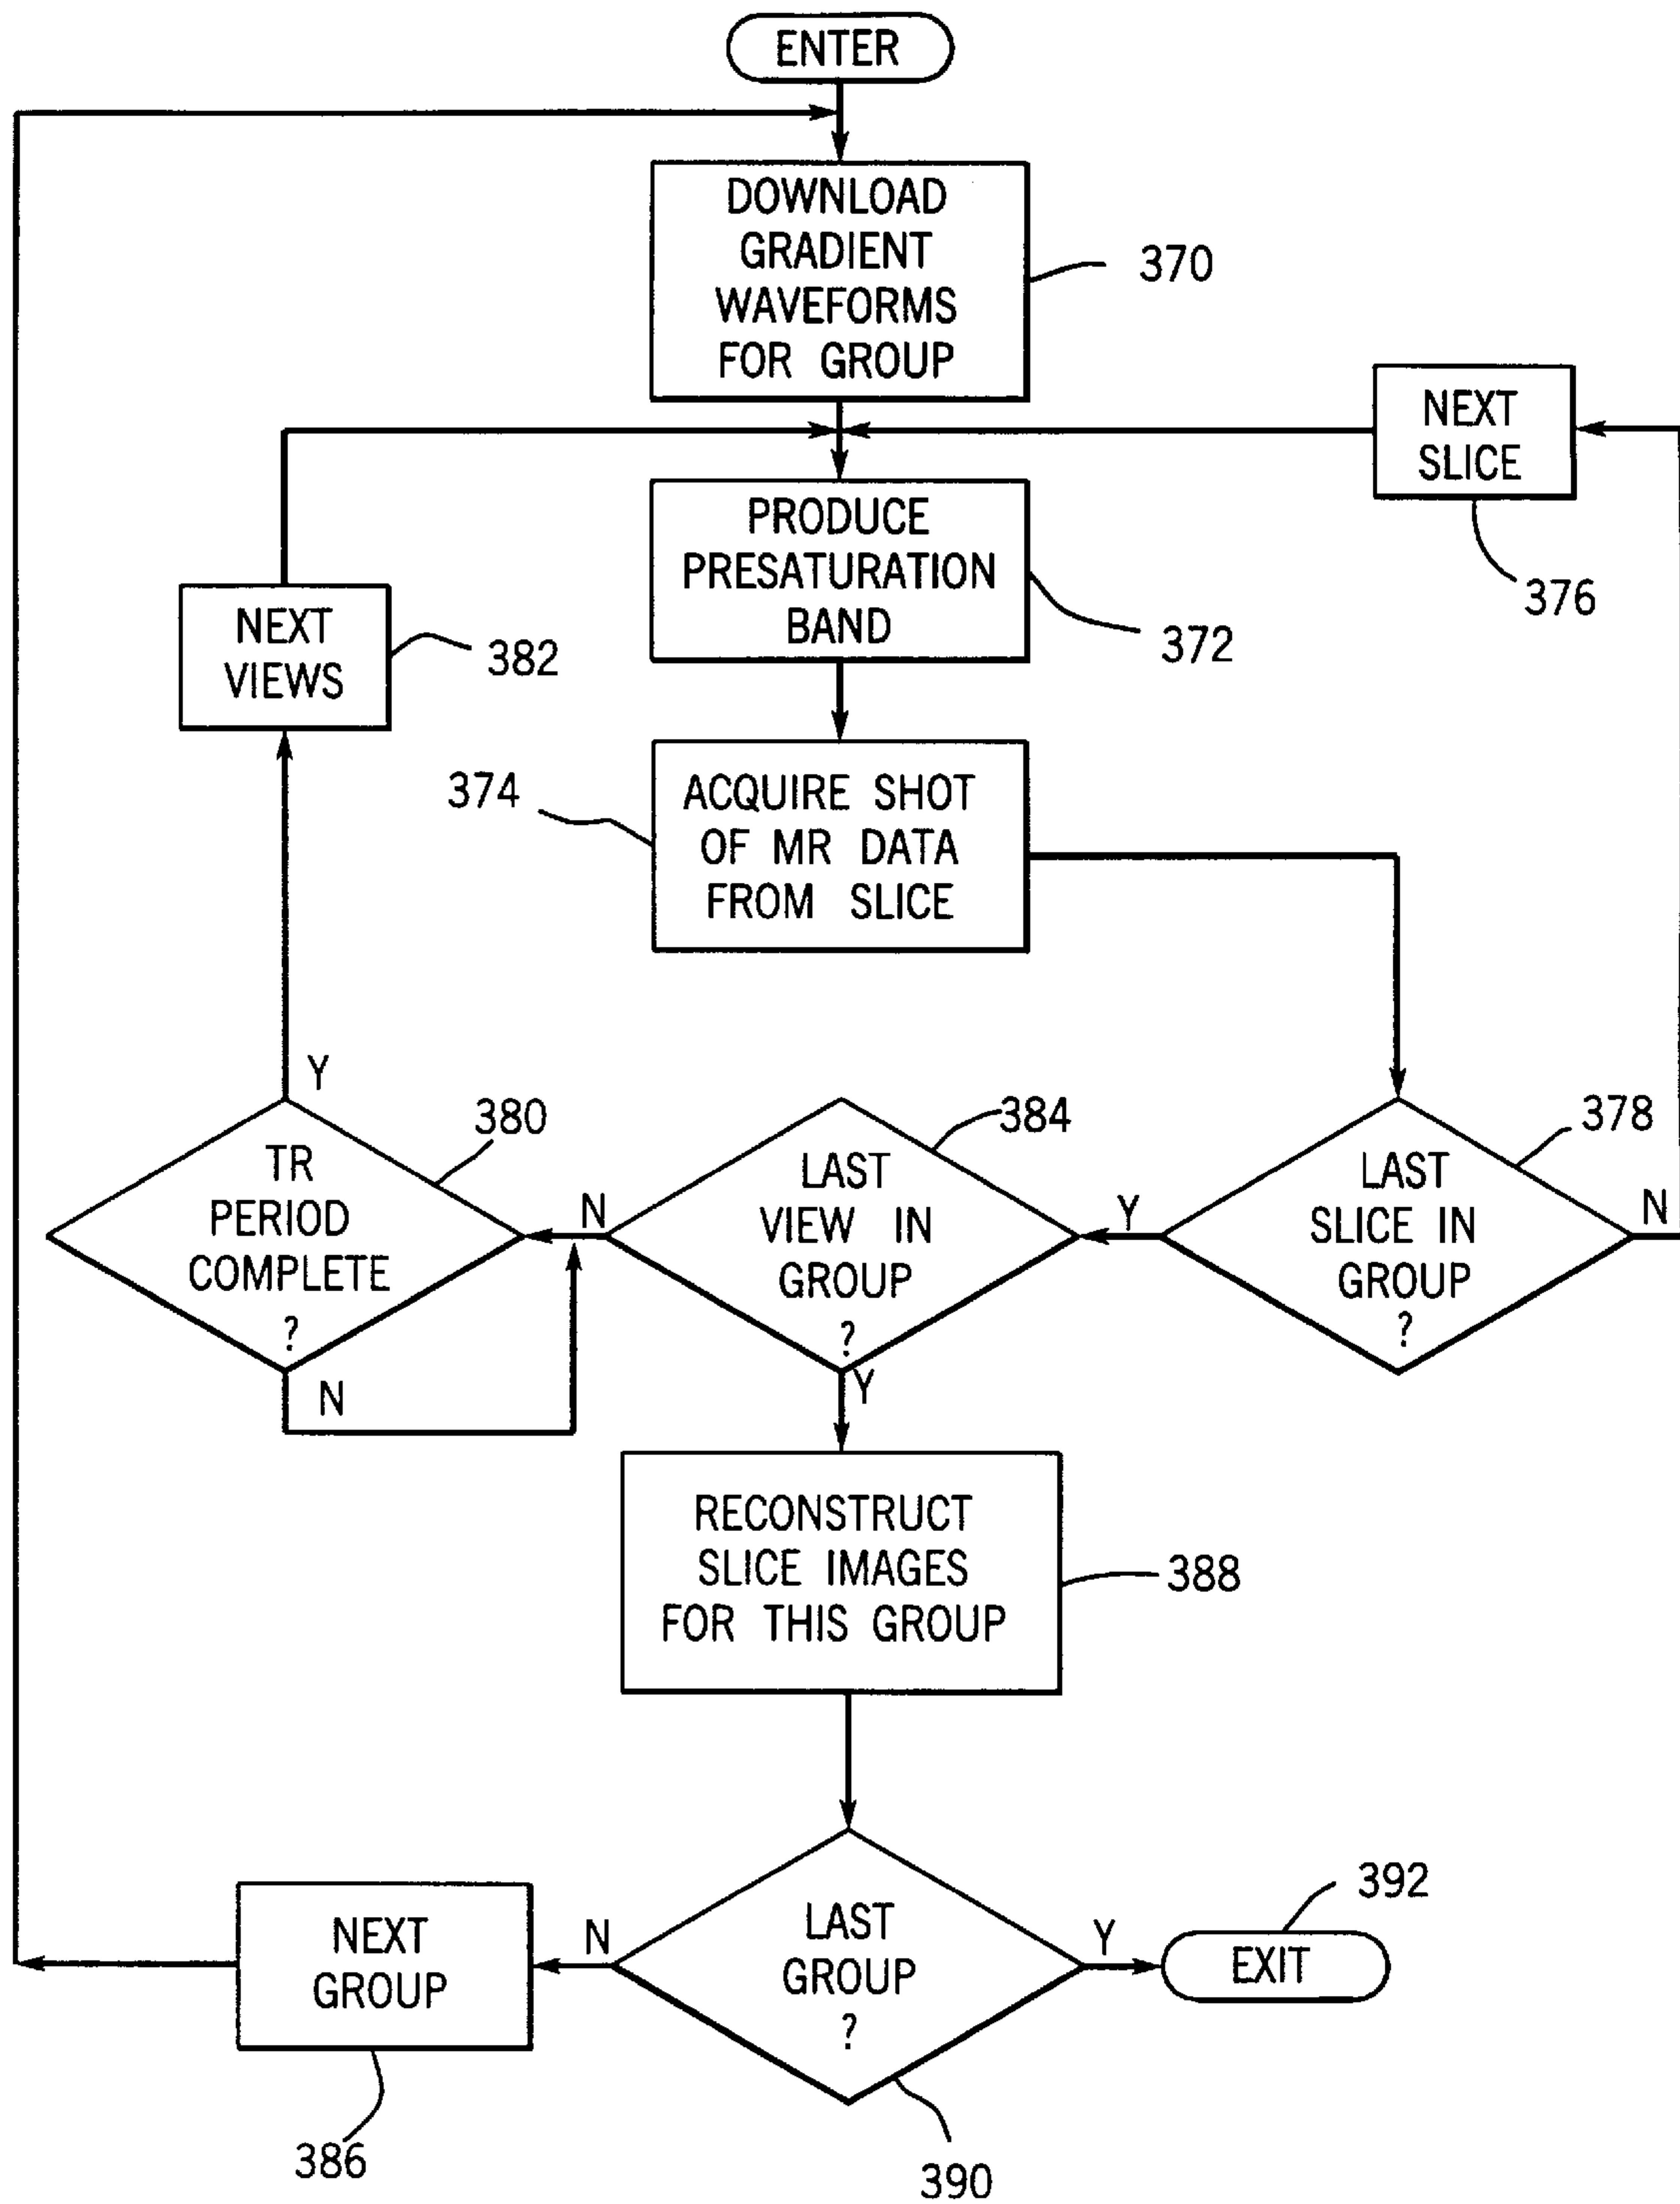 ENTER
DOWNLOAD
GRADIENT
WAVEFORMS
FOR GROUP
370
NEXT
SLICE
376
PRODUCE
PRESATURATION
BAND
372
NEXT
VIEWS
382
374
ACQUIRE SHOT
OF MR DATA
FROM SLICE
Y
380
TR
PERIOD
COMPLETE
?
N
N
384
LAST
VIEW IN
GROUP
?
Y
Y
378
LAST
SLICE IN
GROUP
?
N
RECONSTRUCT
SLICE IMAGES
FOR THIS GROUP
388
NEXT
GROUP
386
N
LAST
GROUP
?
390
Y
392
EXIT